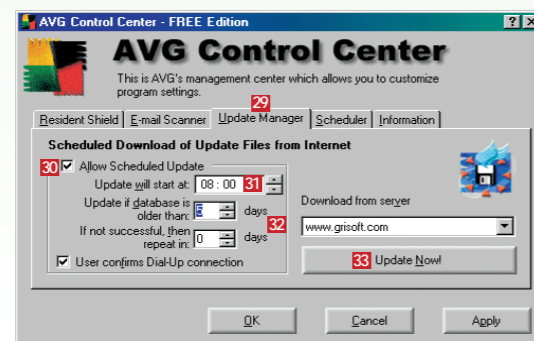 AVG Control Center - FREE Edition
AVG Control Center
This is AVG's management center which allows you to customize
program settings.
29
Resident Shield E-mail Scanner Update Manager Scheduler Information
Scheduled Download of Update Files from Internet
30 Allow Scheduled Update
Update will start at: 08:00 31
Update if database is
older than: 5 days
32
If not successful, then
repeat in: 0 days
User confirms Dial-Up connection
Download from server
www.grisoft.com
33 Update Now!
OK Cancel Apply